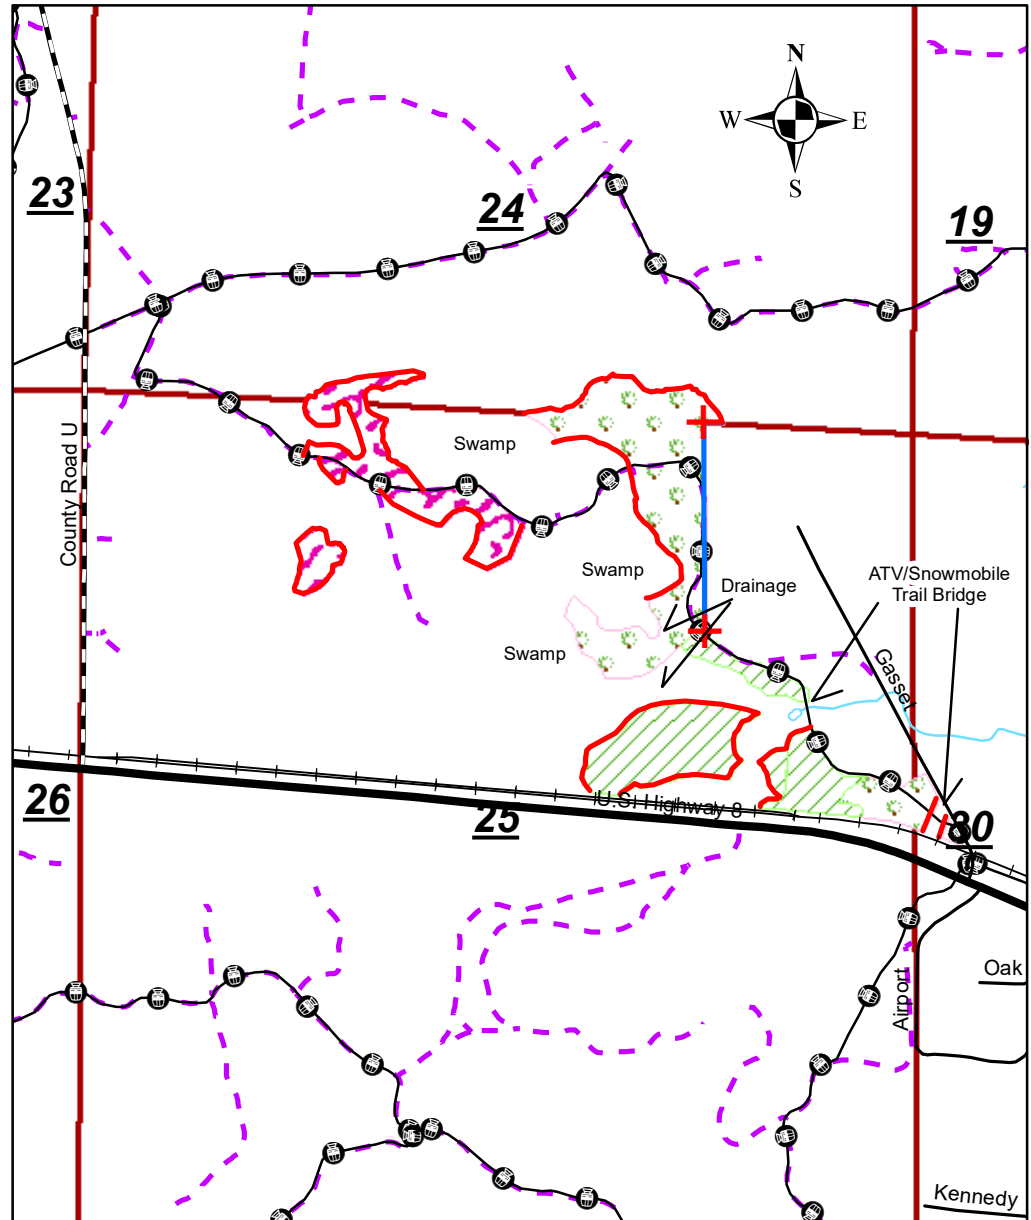 N
W
E
S
23
24
19
County Road U
Swamp
Swamp
Drainage
ATV/Snowmobile
Trail Bridge
Swamp
Gasset
26
25
U.S. Highway 8
30
Airport
Oak
Kennedy